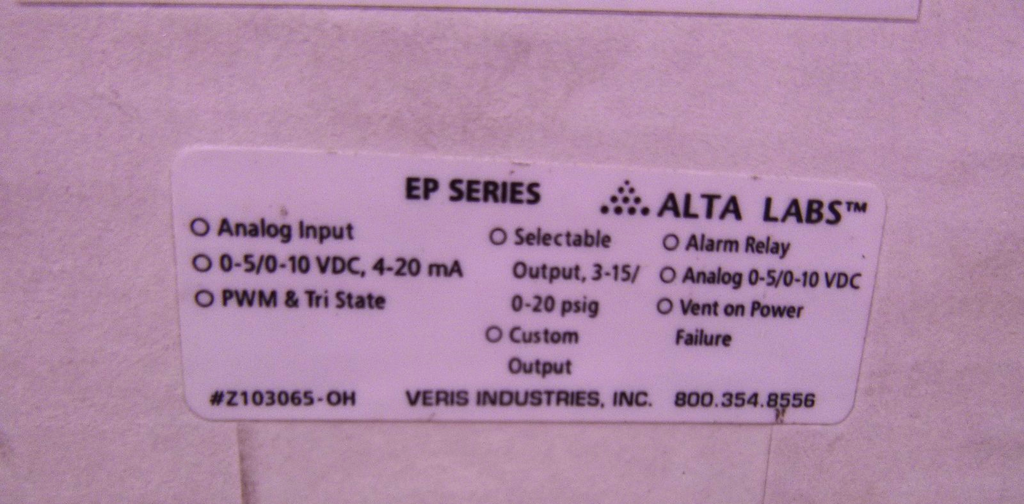 EP SERIES
ALTA LABS™
Analog Input
0-5/0-10 VDC, 4-20 mA
PWM & Tri State
Selectable
Output, 3-15/
0-20 psig
Custom
Output
Alarm Relay
Analog 0-5/0-10 VDC
Vent on Power
Failure
#Z103065-OH VERIS INDUSTRIES, INC. 800.354.8556